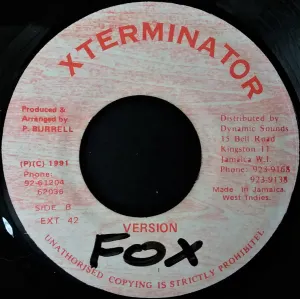 XTERMINATOR
Produced &
Arranged by
P. BURRELL
(P)(C) 1991
Phone:
92-61204
62036
SIDE B
EXT 42
Distributed by
Dynamic Sounds
15 Bell Road
Kingston 11
Jamaica W.I
Phone: 923-9168
923-9138
Made In Jamaica.
West Indies.
VERSION
FOX
UNAUTHORISED COPYING IS STRICTLY PROHIBITED